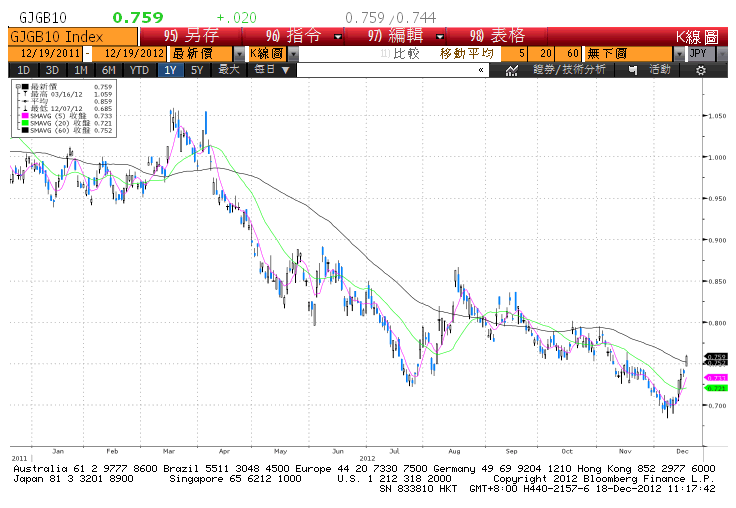 GJGB10 0.759 +.020 0.759 /0.744
GJGB10 Index 95) 另存 96) 指令 97) 編輯 98) 表格 K線圖
12/19/2011 - 12/19/2012 最新價 K線圖 比較 移動平均 5 20 60 無下圖 JPY
1D 3D 1M 6M YTD 1Y 5Y 最大 每日 ▼ « 證券/技術分析 活動
最新價 0.759
最高 03/16/12 1.059
平均 0.859
最低 12/07/12 0.685
SMAVG (5) 收盤 0.733
SMAVG (20) 收盤 0.721
SMAVG (60) 收盤 0.752
1.050
1.000
0.950
0.900
0.850
0.800
0.759
0.752
0.733
0.721
0.700
Jan Feb Mar Apr May Jun Jul Aug Sep Oct Nov Dec
2011 2012
Australia 61 2 9777 8600 Brazil 5511 3048 4500 Europe 44 20 7330 7500 Germany 49 69 9204 1210 Hong Kong 852 2977 6000
Japan 81 3 3201 8900 Singapore 65 6212 1000 U.S. 1 212 318 2000 Copyright 2012 Bloomberg Finance L.P.
SN 833810 HKT GMT+8:00 H440-2157-6 18-Dec-2012 11:17:42